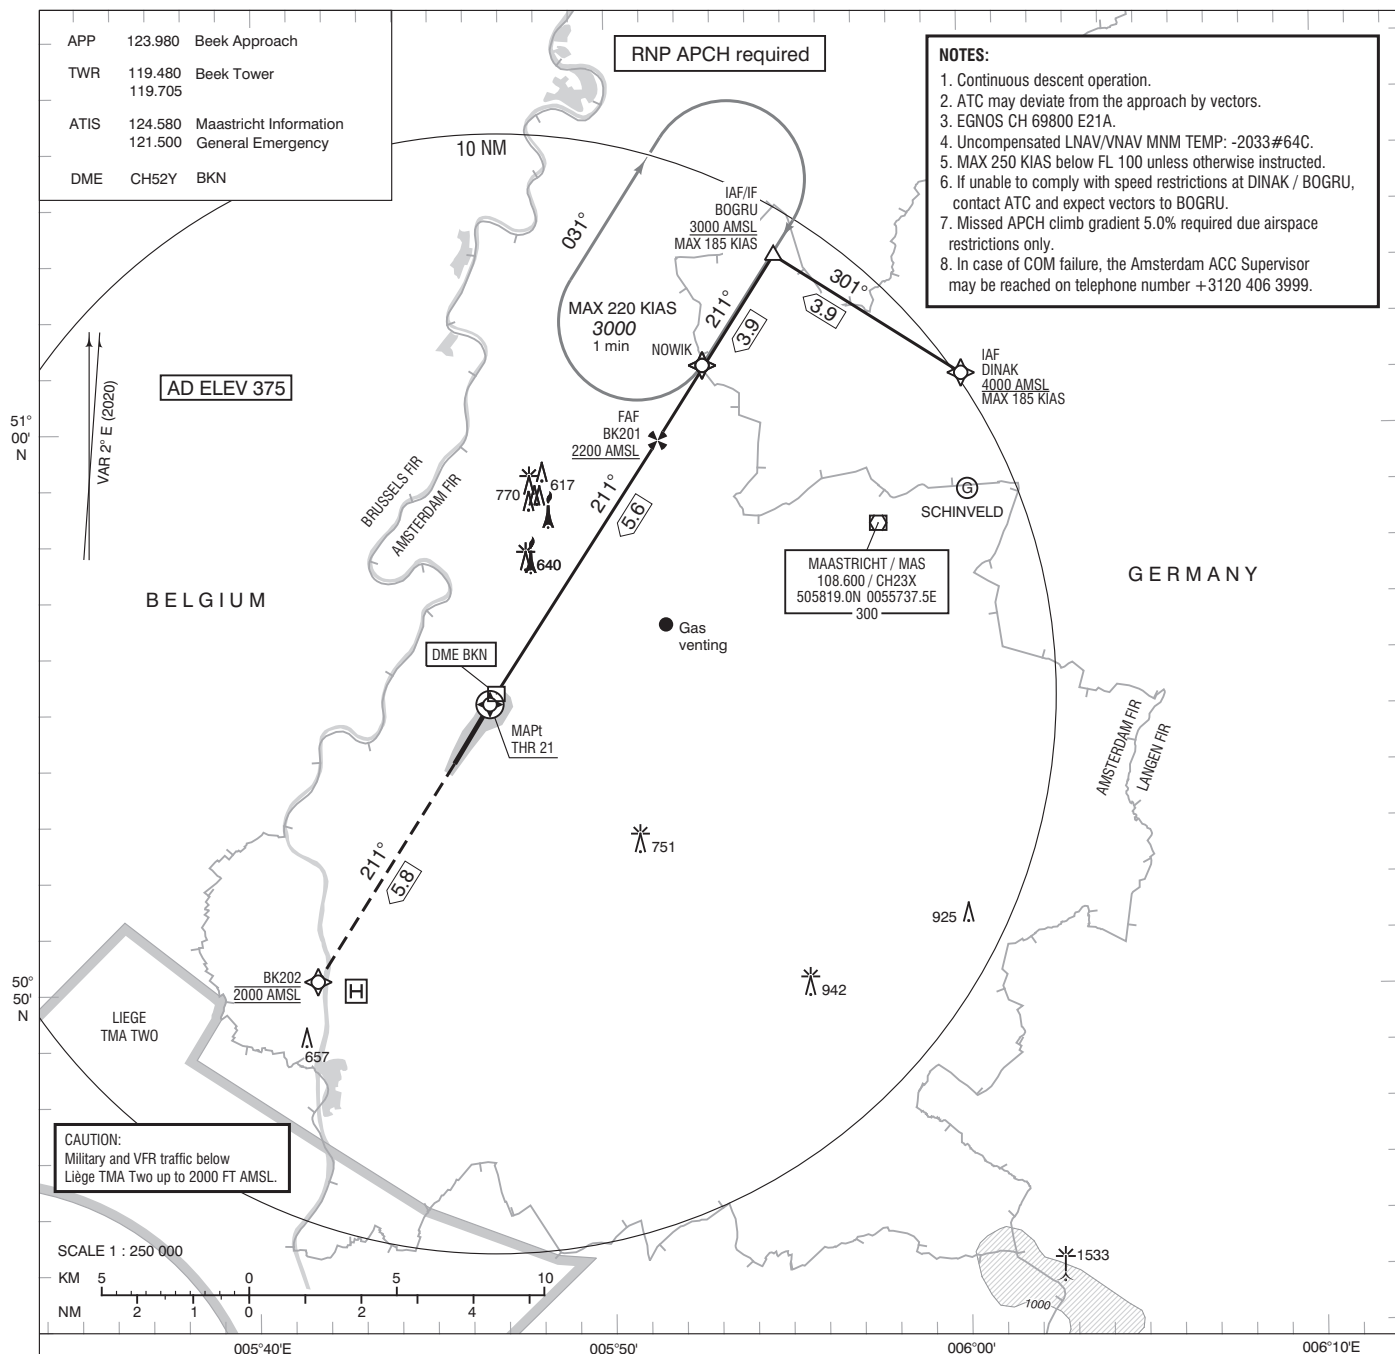 APP 123.980 Beek Approach
TWR 119.480 Beek Tower
119.705
ATIS 124.580 Maastricht Information
121.500 General Emergency
DME CH52Y BKN
RNP APCH required
NOTES:
1. Continuous descent operation.
2. ATC may deviate from the approach by vectors.
3. EGNOS CH 69800 E21A.
4. Uncompensated LNAV/VNAV MNM TEMP: -2033#64C.
5. MAX 250 KIAS below FL 100 unless otherwise instructed.
6. If unable to comply with speed restrictions at DINAK / BOGRU,
contact ATC and expect vectors to BOGRU.
7. Missed APCH climb gradient 5.0% required due airspace
restrictions only.
8. In case of COM failure, the Amsterdam ACC Supervisor
may be reached on telephone number +3120 406 3999.
10 NM
IAF/IF
BOGRU
3000 AMSL
MAX 185 KIAS
031°
301°
3.9
211°
3.9
MAX 220 KIAS
3000
1 min
NOWIK
IAF
DINAK
4000 AMSL
MAX 185 KIAS
VAR 2° E (2020)
AD ELEV 375
51°
00'
N
FAF
BK201
2200 AMSL
BRUSSELS FIR
AMSTERDAM FIR
770
617
211°
5.6
640
G
SCHINVELD
MAASTRICHT / MAS
108.600 / CH23X
505819.0N 0055737.5E
300
BELGIUM
GERMANY
Gas
venting
DME BKN
MAPt
THR 21
AMSTERDAM FIR
LANGEN FIR
751
211°
5.8
925
942
50°
50'
N
BK202
2000 AMSL
H
LIEGE
TMA TWO
657
CAUTION:
Military and VFR traffic below
Liège TMA Two up to 2000 FT AMSL.
SCALE 1 : 250 000
KM 5 0 5 10
NM 2 1 0 2 4
1533
1000
005°40'E 005°50' 006°00' 006°10'E